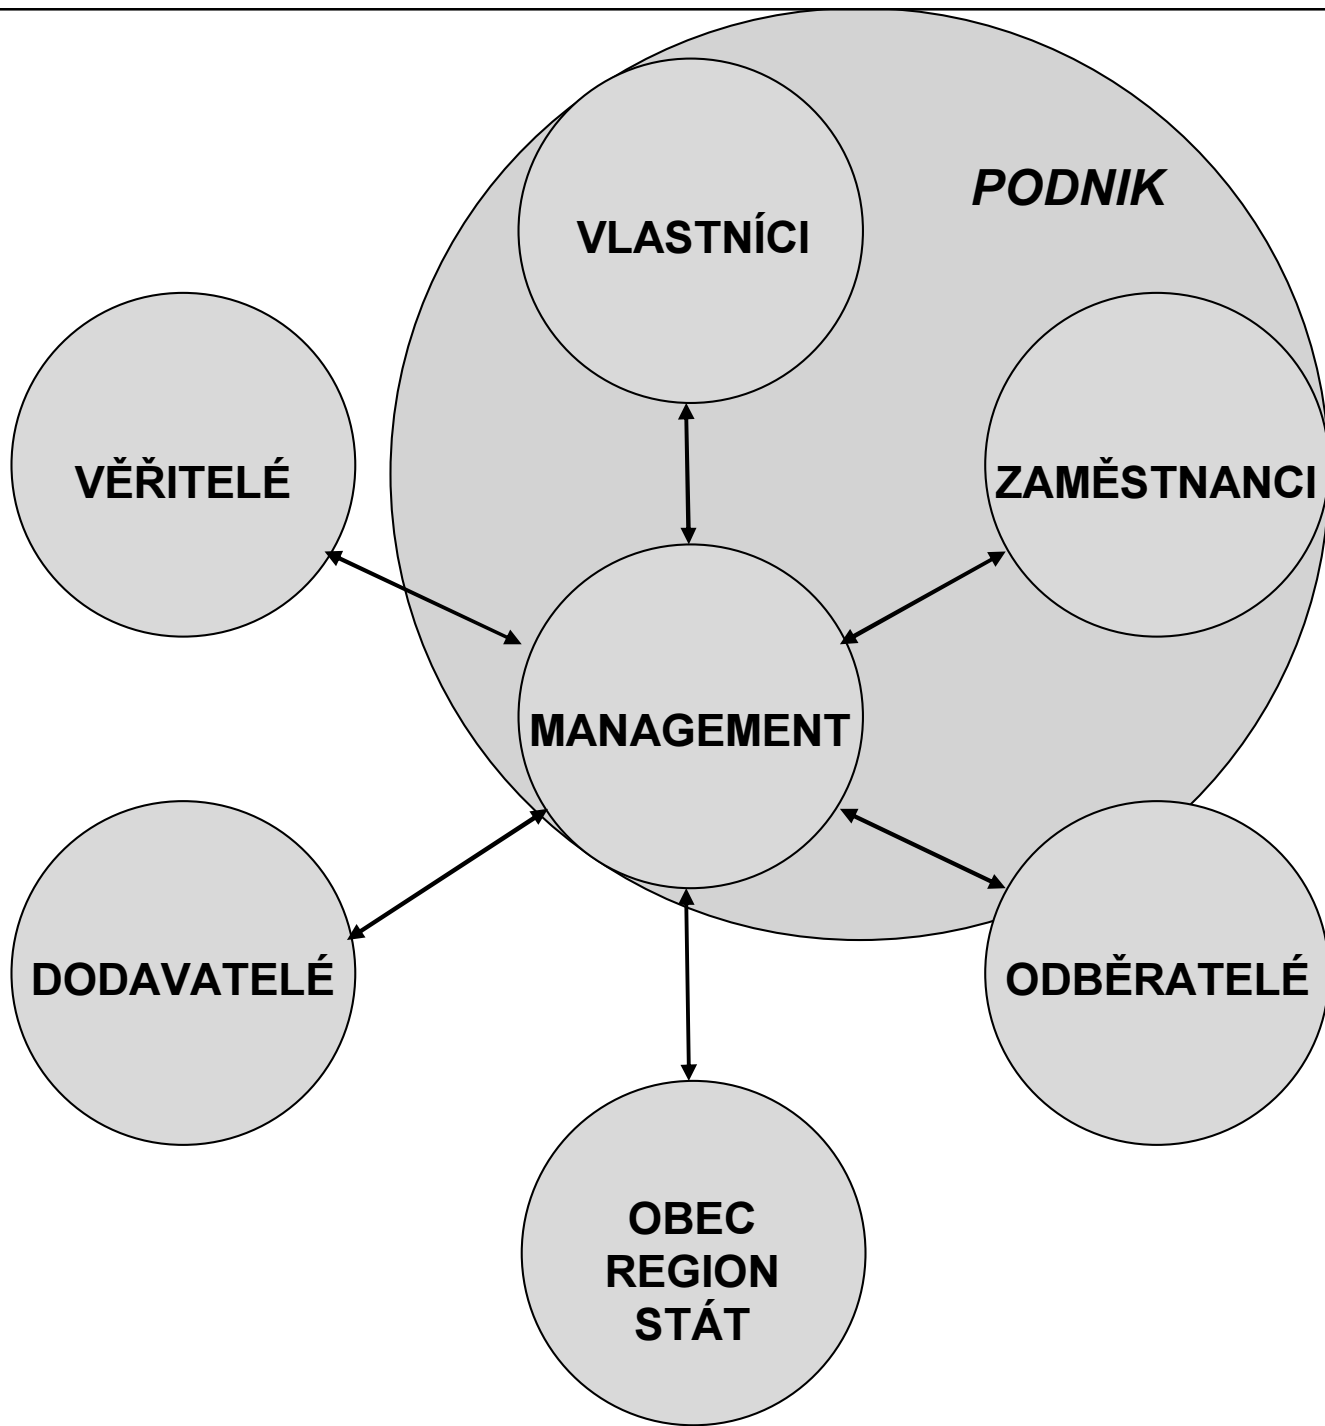 PODNIK
VLASTNÍCI
VĚŘITELÉ
ZAMĚSTNANCI
MANAGEMENT
DODAVATELÉ
ODBĚRATELÉ
OBEC
REGION
STÁT